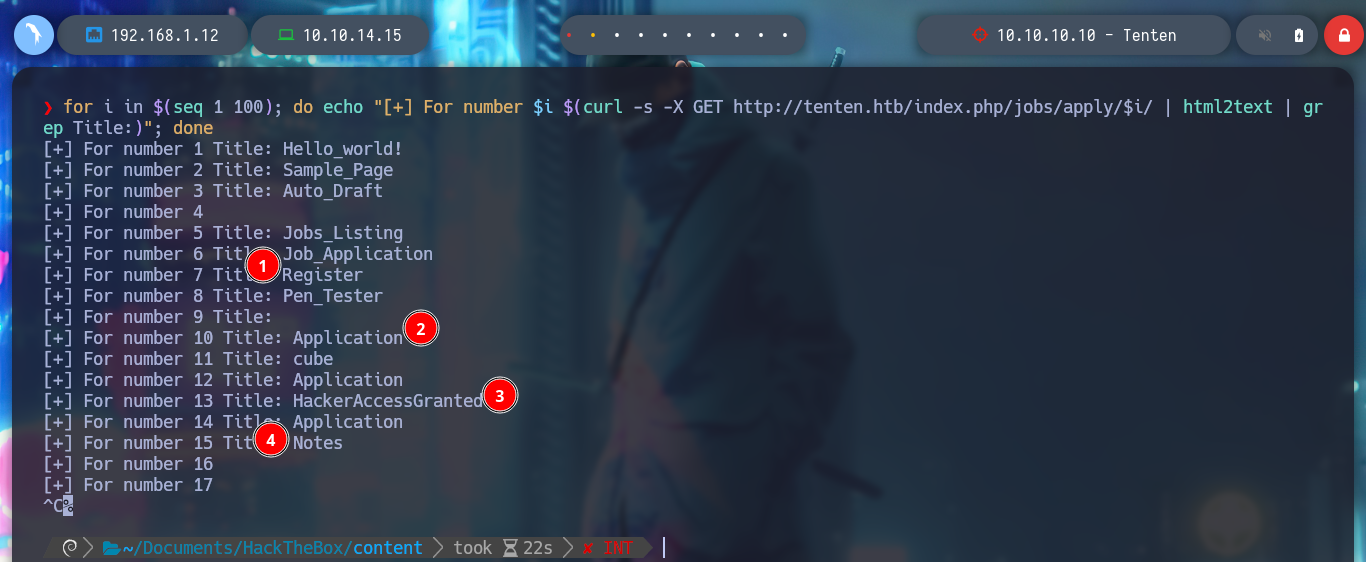 192.168.1.12 10.10.14.15 10.10.10.10 - Tenten
❯ for i in $(seq 1 100); do echo "[+] For number $i $(curl -s -X GET http://tenten.htb/index.php/jobs/apply/$i/ | html2text | gr
ep Title:)"; done
[+] For number 1 Title: Hello_world!
[+] For number 2 Title: Sample_Page
[+] For number 3 Title: Auto_Draft
[+] For number 4
[+] For number 5 Title: Jobs_Listing
[+] For number 6 Title: Job_Application
1
[+] For number 7 Title: Register
[+] For number 8 Title: Pen_Tester
[+] For number 9 Title:
2
[+] For number 10 Title: Application
[+] For number 11 Title: cube
[+] For number 12 Title: Application
[+] For number 13 Title: HackerAccessGranted
3
[+] For number 14 Title: Application
4
[+] For number 15 Title: Notes
[+] For number 16
[+] For number 17
^C%
~/Documents/HackTheBox/content took 22s ✘ INT